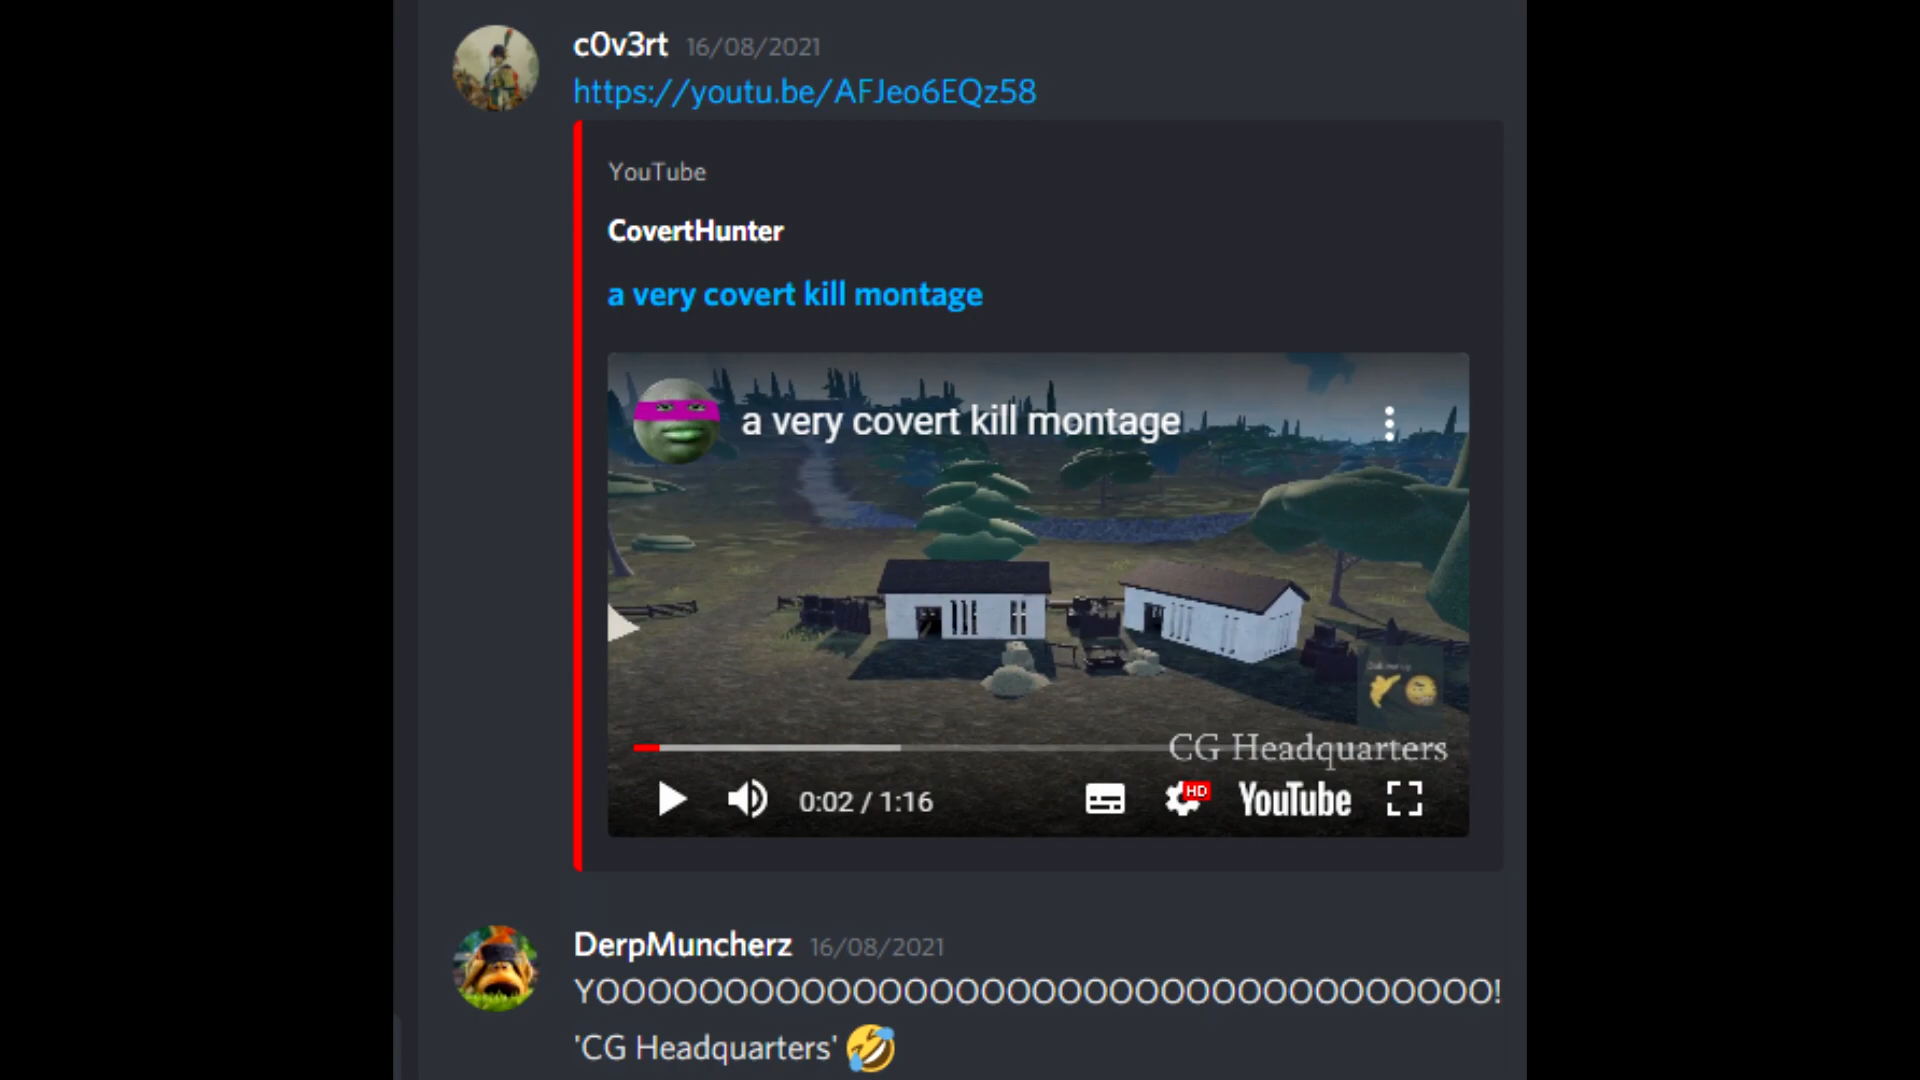 c0v3rt 16/08/2021
https://youtu.be/AFJeo6EQz58
YouTube
CovertHunter
a very covert kill montage
a very covert kill montage
CG Headquarters
0:02 / 1:16
HD
YouTube
DerpMuncherz 16/08/2021
YOOOOOOOOOOOOOOOOOOOOOOOOOOOOOOOOOOO!
'CG Headquarters' 🤣